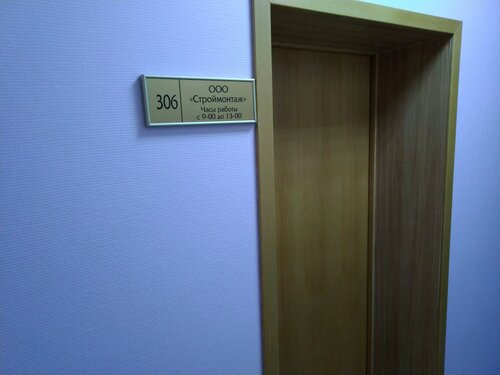 306
ООО
«Строймонтаж»
Часы работы
с 9-00 до 13-00